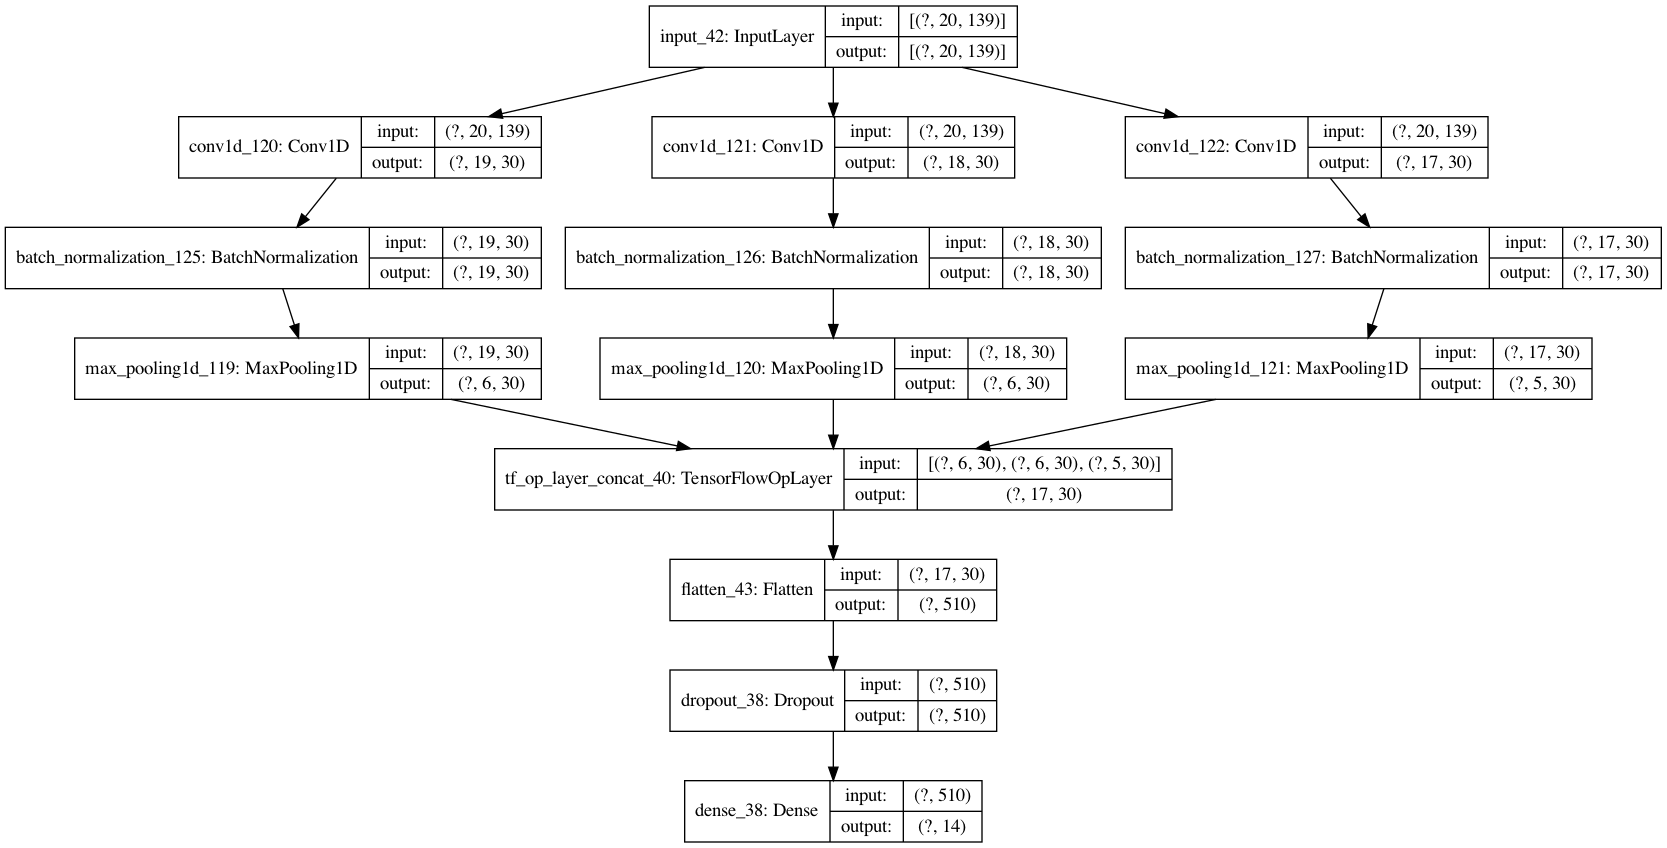 input_42: InputLayer
input: [(?, 20, 139)]
output: [(?, 20, 139)]
conv1d_120: Conv1D
input: (?, 20, 139)
output: (?, 19, 30)
conv1d_121: Conv1D
input: (?, 20, 139)
output: (?, 18, 30)
conv1d_122: Conv1D
input: (?, 20, 139)
output: (?, 17, 30)
batch_normalization_125: BatchNormalization
input: (?, 19, 30)
output: (?, 19, 30)
batch_normalization_126: BatchNormalization
input: (?, 18, 30)
output: (?, 18, 30)
batch_normalization_127: BatchNormalization
input: (?, 17, 30)
output: (?, 17, 30)
max_pooling1d_119: MaxPooling1D
input: (?, 19, 30)
output: (?, 6, 30)
max_pooling1d_120: MaxPooling1D
input: (?, 18, 30)
output: (?, 6, 30)
max_pooling1d_121: MaxPooling1D
input: (?, 17, 30)
output: (?, 5, 30)
tf_op_layer_concat_40: TensorFlowOpLayer
input: [(?, 6, 30), (?, 6, 30), (?, 5, 30)]
output: (?, 17, 30)
flatten_43: Flatten
input: (?, 17, 30)
output: (?, 510)
dropout_38: Dropout
input: (?, 510)
output: (?, 510)
dense_38: Dense
input: (?, 510)
output: (?, 14)